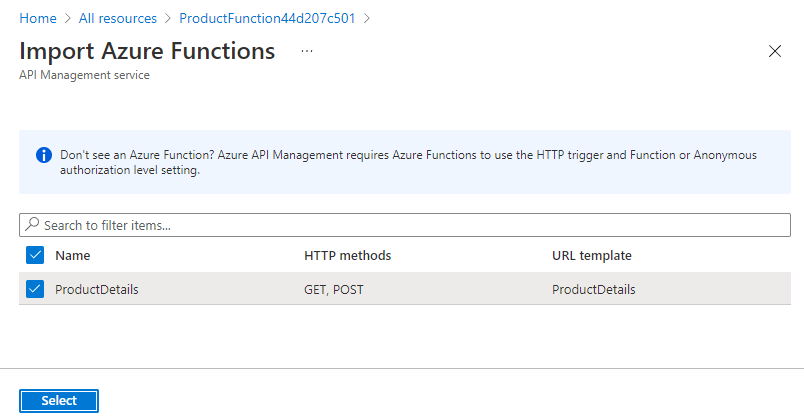 Home > All resources > ProductFunction44d207c501 >
Import Azure Functions ...
API Management service
Don't see an Azure Function? Azure API Management requires Azure Functions to use the HTTP trigger and Function or Anonymous
authorization level setting.
Search to filter items...
Name HTTP methods URL template
ProductDetails GET, POST ProductDetails
Select